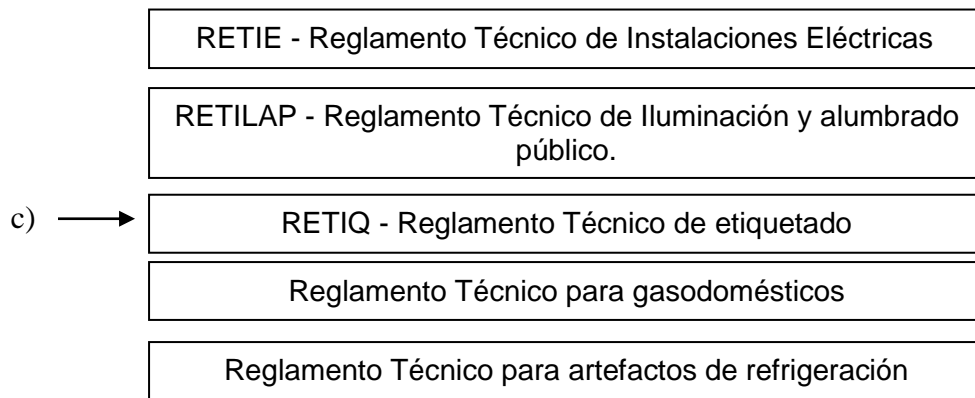 RETIE - Reglamento Técnico de Instalaciones Eléctricas
RETILAP - Reglamento Técnico de Iluminación y alumbrado
público.
c)
RETIQ - Reglamento Técnico de etiquetado
Reglamento Técnico para gasodomésticos
Reglamento Técnico para artefactos de refrigeración